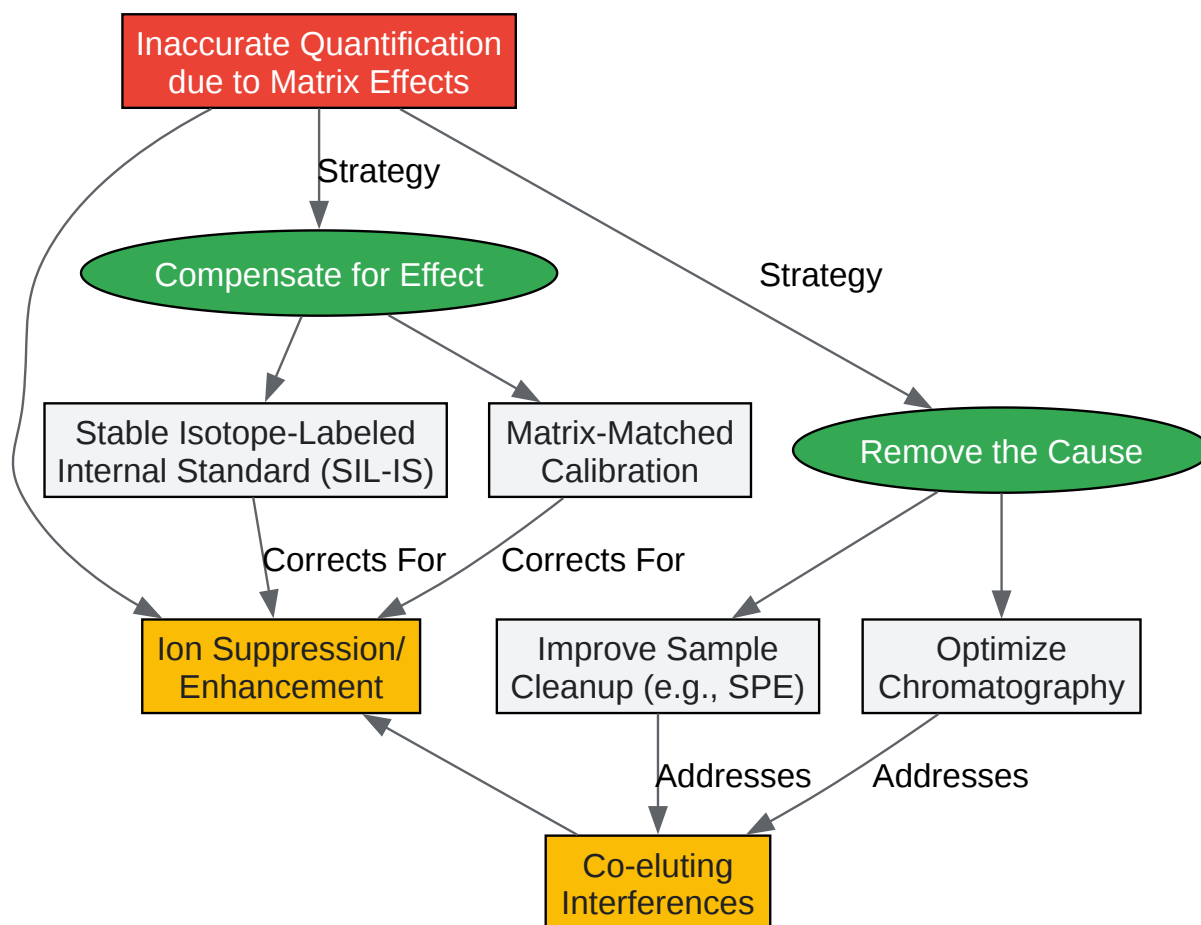 Inaccurate Quantification
due to Matrix Effects
Strategy
Strategy
Compensate for Effect
Stable Isotope-Labeled
Internal Standard (SIL-IS)
Matrix-Matched
Calibration
Remove the Cause
Corrects For
Corrects For
Ion Suppression/
Enhancement
Improve Sample
Cleanup (e.g., SPE)
Optimize
Chromatography
Addresses
Addresses
Co-eluting
Interferences